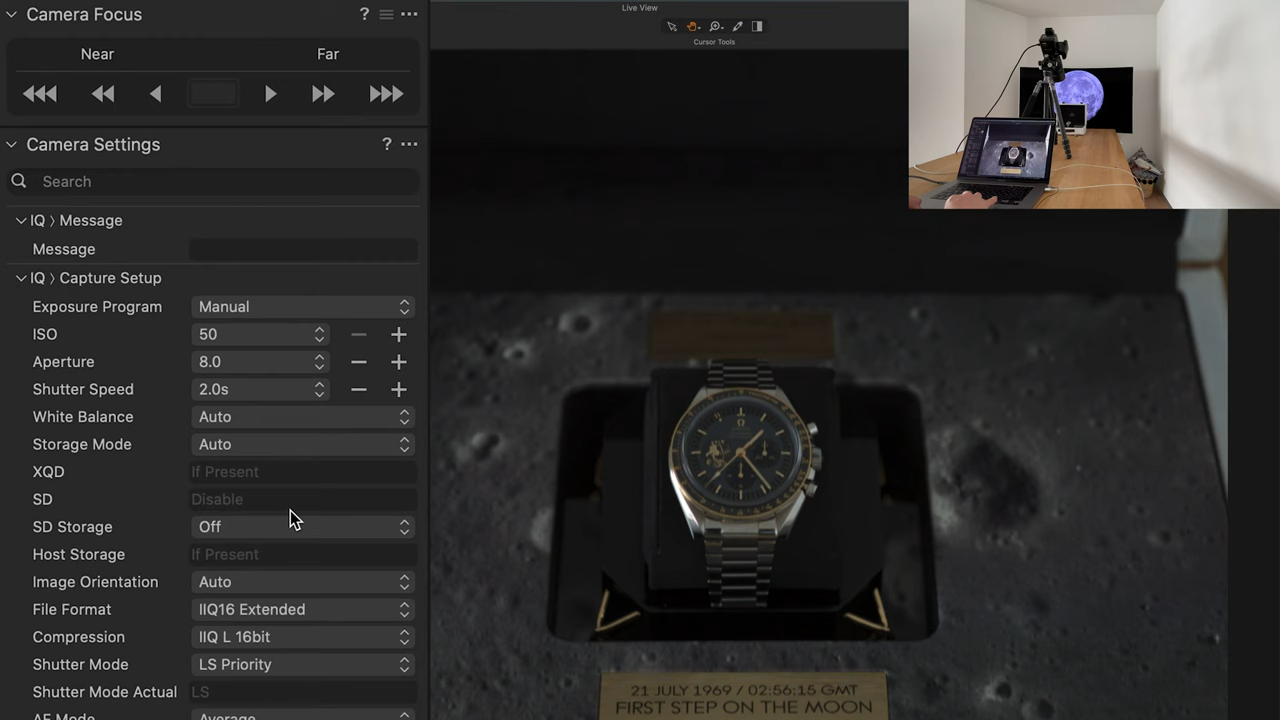 Camera Focus
?
Near
Far
Camera Settings
?
Search
IQ 〉Message
Message
IQ 〉Capture Setup
Exposure Program
Manual
ISO
50
Aperture
8.0
Shutter Speed
2.0s
White Balance
Auto
Storage Mode
Auto
XQD
If Present
SD
Disable
SD Storage
Off
Host Storage
If Present
Image Orientation
Auto
File Format
IIQ16 Extended
Compression
IIQ L 16bit
Shutter Mode
LS Priority
Shutter Mode Actual
LS
AF Mode
Average
Live View
Cursor Tools
21 JULY 1969 / 02:56:15 GMT
FIRST STEP ON THE MOON